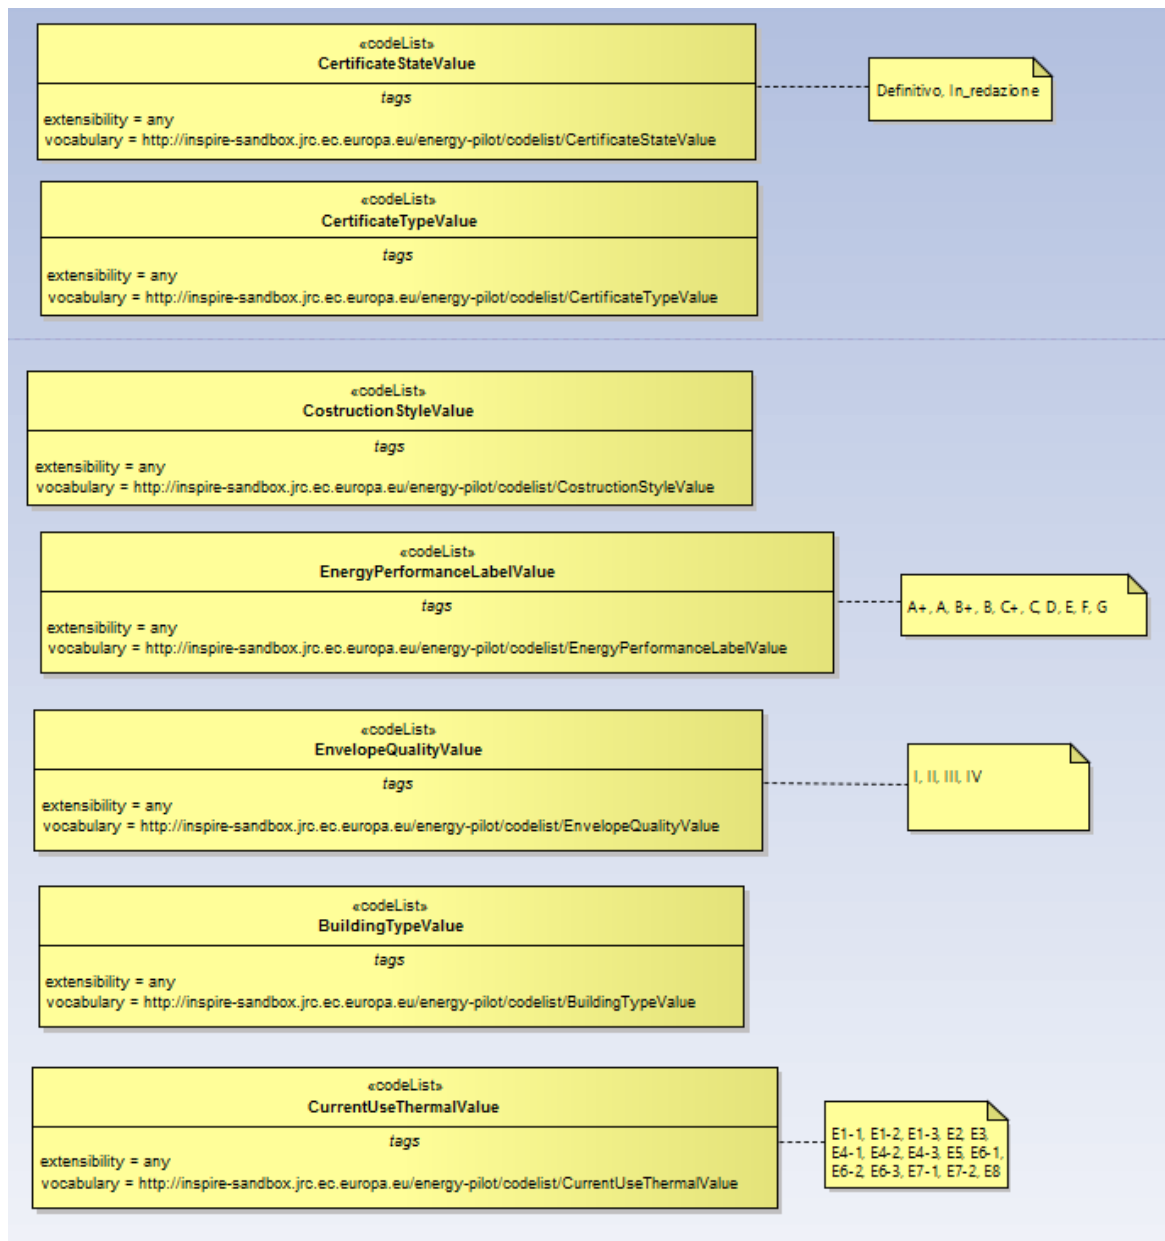 «codeList»
CertificateStateValue
tags
extensibility = any
vocabulary = http://inspire-sandbox.jrc.ec.europa.eu/energy-pilot/codelist/CertificateStateValue
Definitivo, In_redazione
«codeList»
CertificateTypeValue
tags
extensibility = any
vocabulary = http://inspire-sandbox.jrc.ec.europa.eu/energy-pilot/codelist/CertificateTypeValue
«codeList»
CostructionStyleValue
tags
extensibility = any
vocabulary = http://inspire-sandbox.jrc.ec.europa.eu/energy-pilot/codelist/CostructionStyleValue
«codeList»
EnergyPerformanceLabelValue
tags
extensibility = any
vocabulary = http://inspire-sandbox.jrc.ec.europa.eu/energy-pilot/codelist/EnergyPerformanceLabelValue
A+, A, B+, B, C+, C, D, E, F, G
«codeList»
EnvelopeQualityValue
tags
extensibility = any
vocabulary = http://inspire-sandbox.jrc.ec.europa.eu/energy-pilot/codelist/EnvelopeQualityValue
I, II, III, IV
«codeList»
BuildingTypeValue
tags
extensibility = any
vocabulary = http://inspire-sandbox.jrc.ec.europa.eu/energy-pilot/codelist/BuildingTypeValue
«codeList»
CurrentUseThermalValue
tags
extensibility = any
vocabulary = http://inspire-sandbox.jrc.ec.europa.eu/energy-pilot/codelist/CurrentUseThermalValue
E1-1, E1-2, E1-3, E2, E3,
E4-1, E4-2, E4-3, E5, E6-1,
E6-2, E6-3, E7-1, E7-2, E8